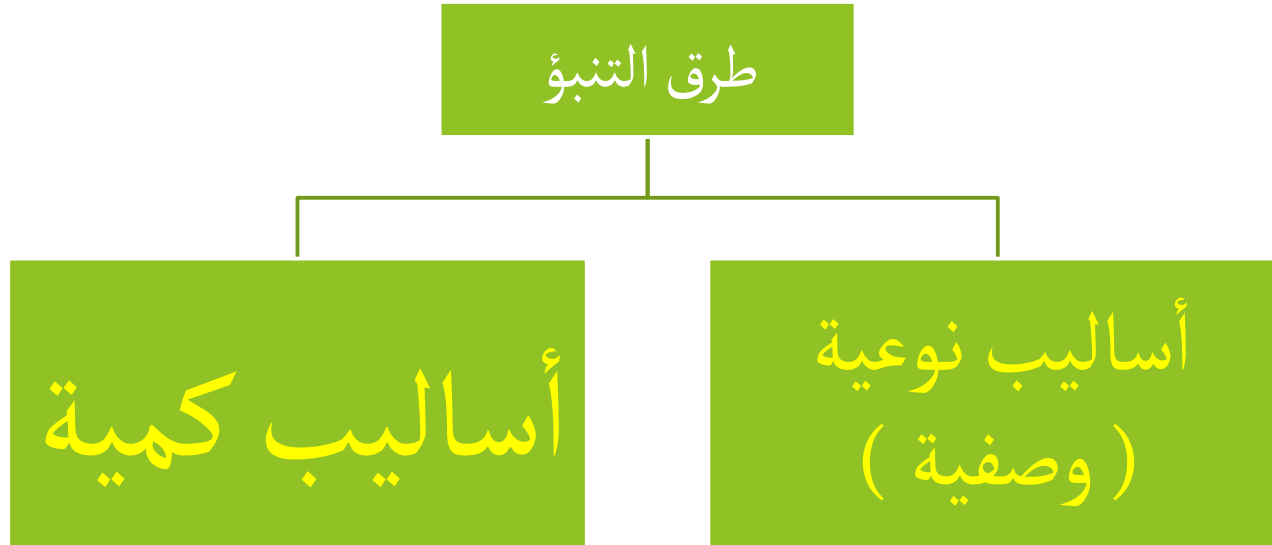 طرق التنبؤ
أساليب نوعية
( وصفية )
أساليب كمية